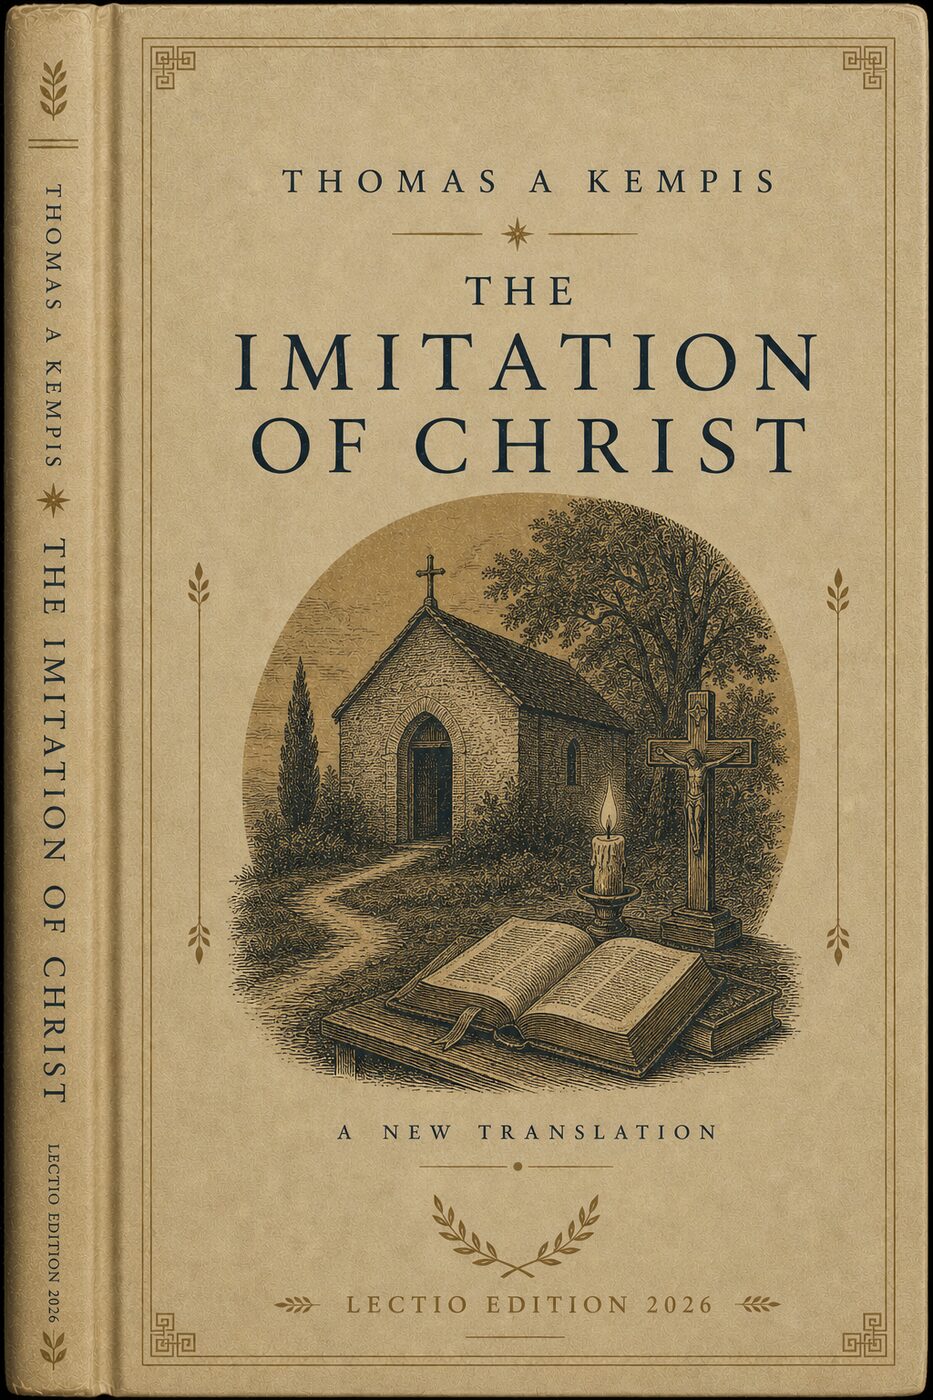 THOMAS A KEMPIS
THE
IMITATION
OF CHRIST
A NEW TRANSLATION
LECTIO EDITION 2026
THOMAS A KEMPIS THE IMITATION OF CHRIST LECTIO EDITION 2026